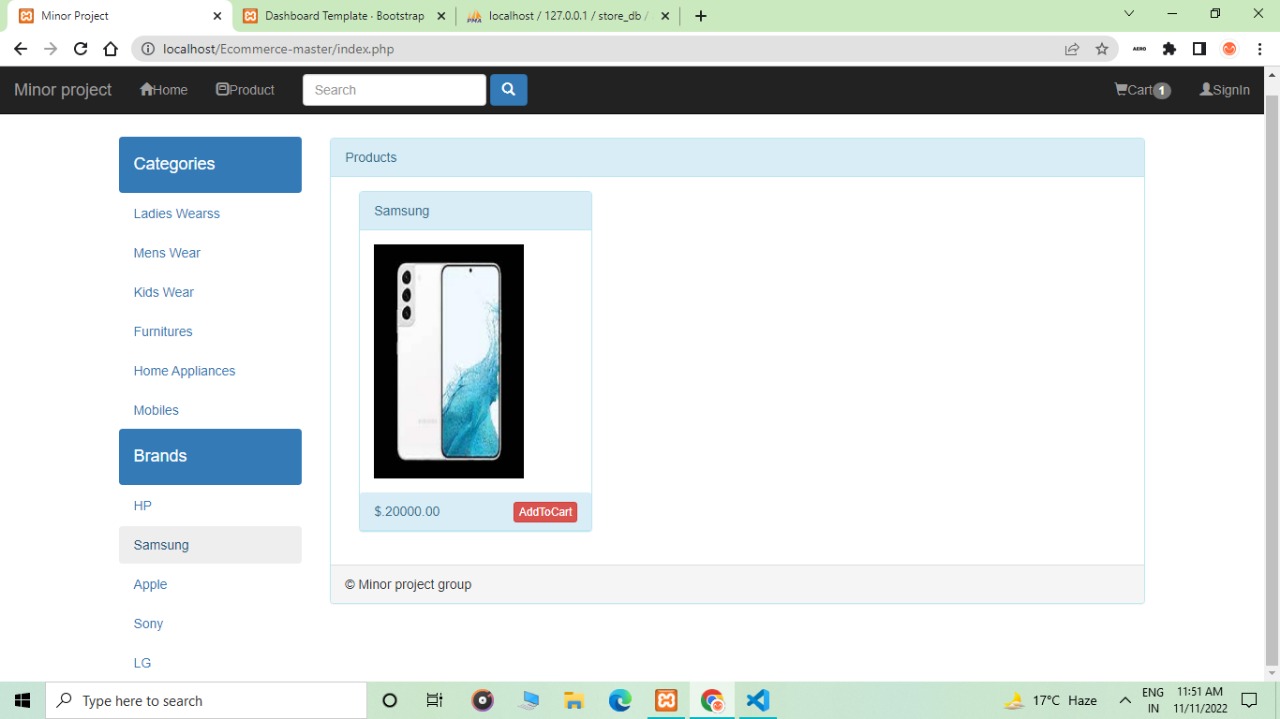 Minor Project
Dashboard Template · Bootstrap
localhost / 127.0.0.1 / store_db /
localhost/Ecommerce-master/index.php
AERO
Minor project
Home
Product
Search
Cart 1
SignIn
Categories
Ladies Wearss
Mens Wear
Kids Wear
Furnitures
Home Appliances
Mobiles
Brands
HP
Samsung
Apple
Sony
LG
Products
Samsung
$.20000.00
AddToCart
© Minor project group
Type here to search
17°C Haze
ENG
IN
11:51 AM
11/11/2022